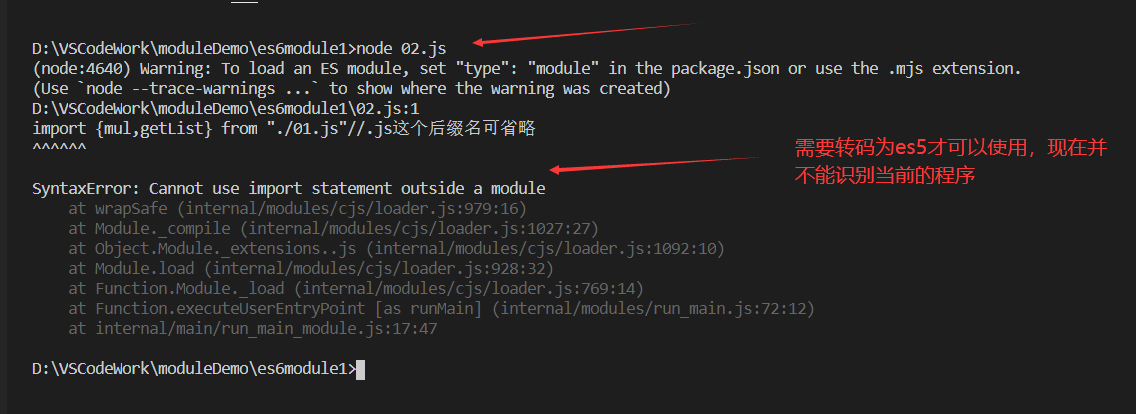 D:\VSCodeWork\moduleDemo\es6module1>node 02.js
(node:4640) Warning: To load an ES module, set "type": "module" in the package.json or use the .mjs extension.
(Use `node --trace-warnings ...` to show where the warning was created)
D:\VSCodeWork\moduleDemo\es6module1\02.js:1
import {mul,getList} from "./01.js"//.js这个后缀名可省略
^^^^^^
需要转码为es5才可以使用，现在并
不能识别当前的程序
SyntaxError: Cannot use import statement outside a module
at wrapSafe (internal/modules/cjs/loader.js:979:16)
at Module._compile (internal/modules/cjs/loader.js:1027:27)
at Object.Module._extensions..js (internal/modules/cjs/loader.js:1092:10)
at Module.load (internal/modules/cjs/loader.js:928:32)
at Function.Module._load (internal/modules/cjs/loader.js:769:14)
at Function.executeUserEntryPoint [as runMain] (internal/modules/run_main.js:72:12)
at internal/main/run_main_module.js:17:47
D:\VSCodeWork\moduleDemo\es6module1>